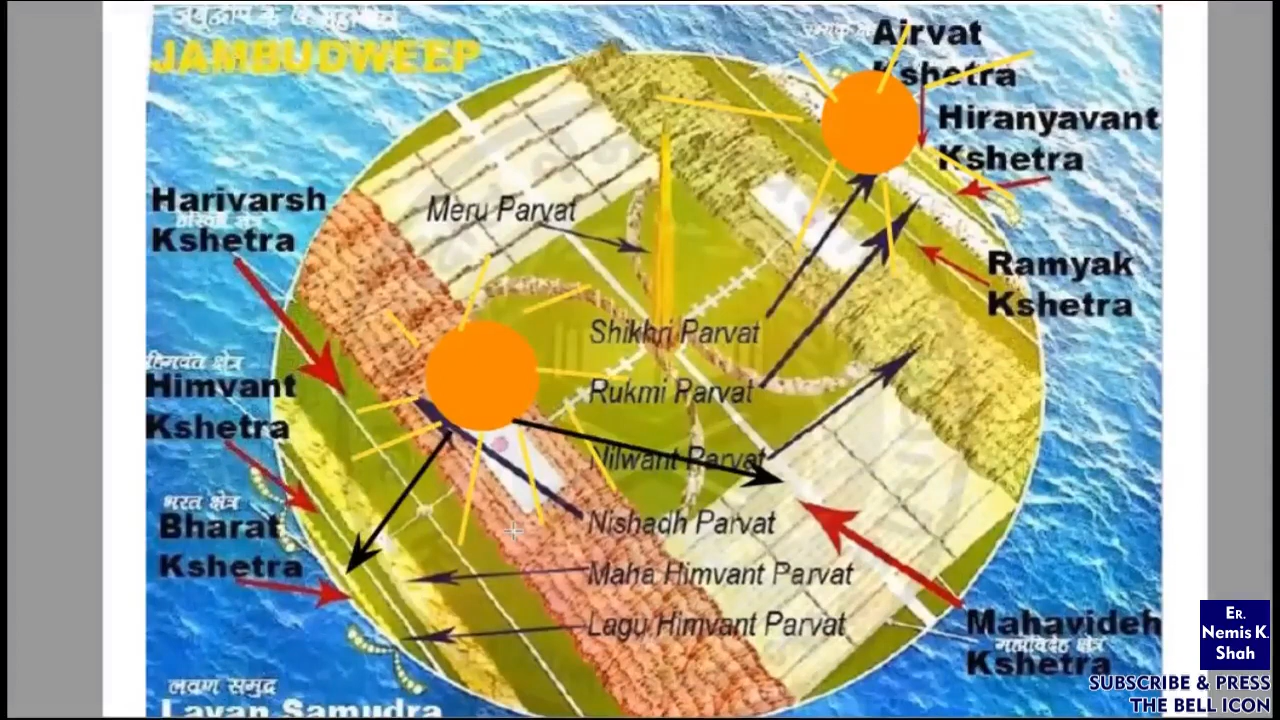 जंबूद्वीप के
JAMBUDWEEP
Airvat
Kshetra
Hiranyavant
Kshetra
Harivarsh
Kshetra
Meru Parvat
Ramyak
Kshetra
Shikhri Parvat
हिमवंत क्षेत्र
Himvant
Kshetra
Rukmi Parvat
Nilwant Parvat
भरत क्षेत्र
Bharat
Kshetra
Nishadh Parvat
Maha Himvant Parvat
Lagu Himvant Parvat
Mahavideh
महाविदेह क्षेत्र
Kshetra
लवण समुद्र
Lavan Samudra
ER.
Nemis K.
Shah
SUBSCRIBE & PRESS
THE BELL ICON